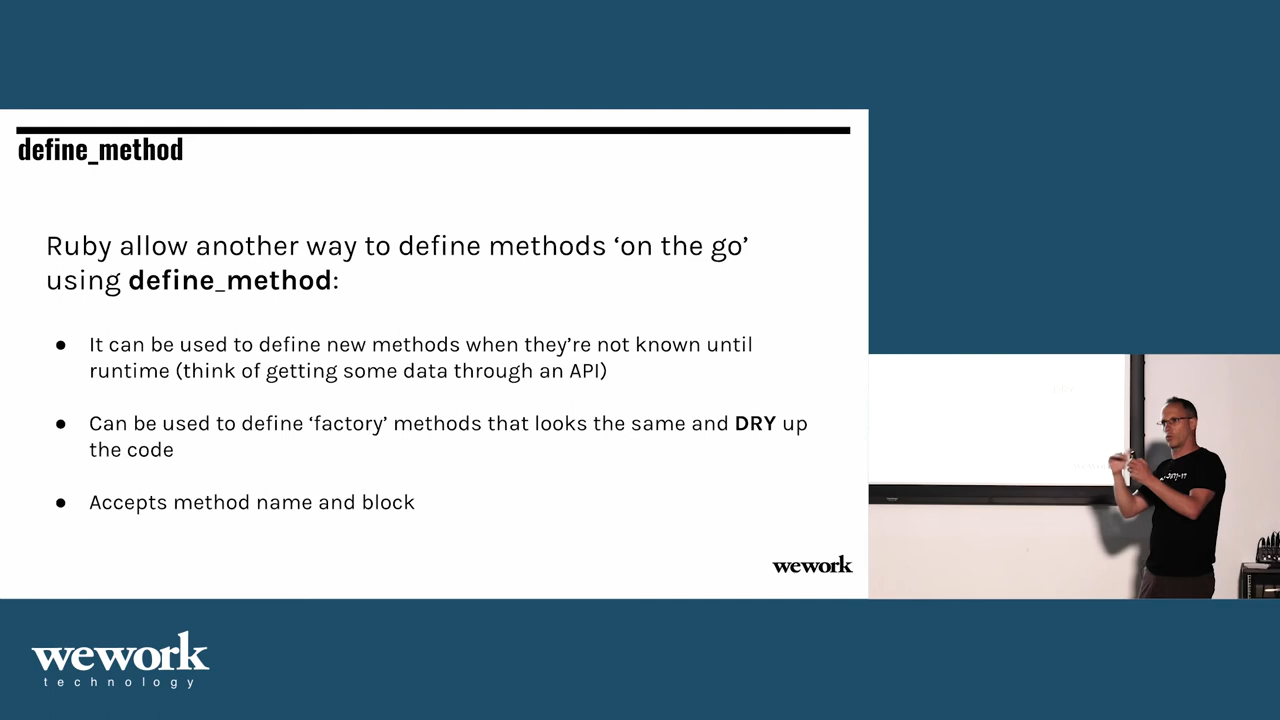 define_method
Ruby allow another way to define methods ‘on the go’
using define_method:
● It can be used to define new methods when they’re not known until
runtime (think of getting some data through an API)
● Can be used to define ‘factory’ methods that looks the same and DRY up
the code
● Accepts method name and block
wework
wework
technology